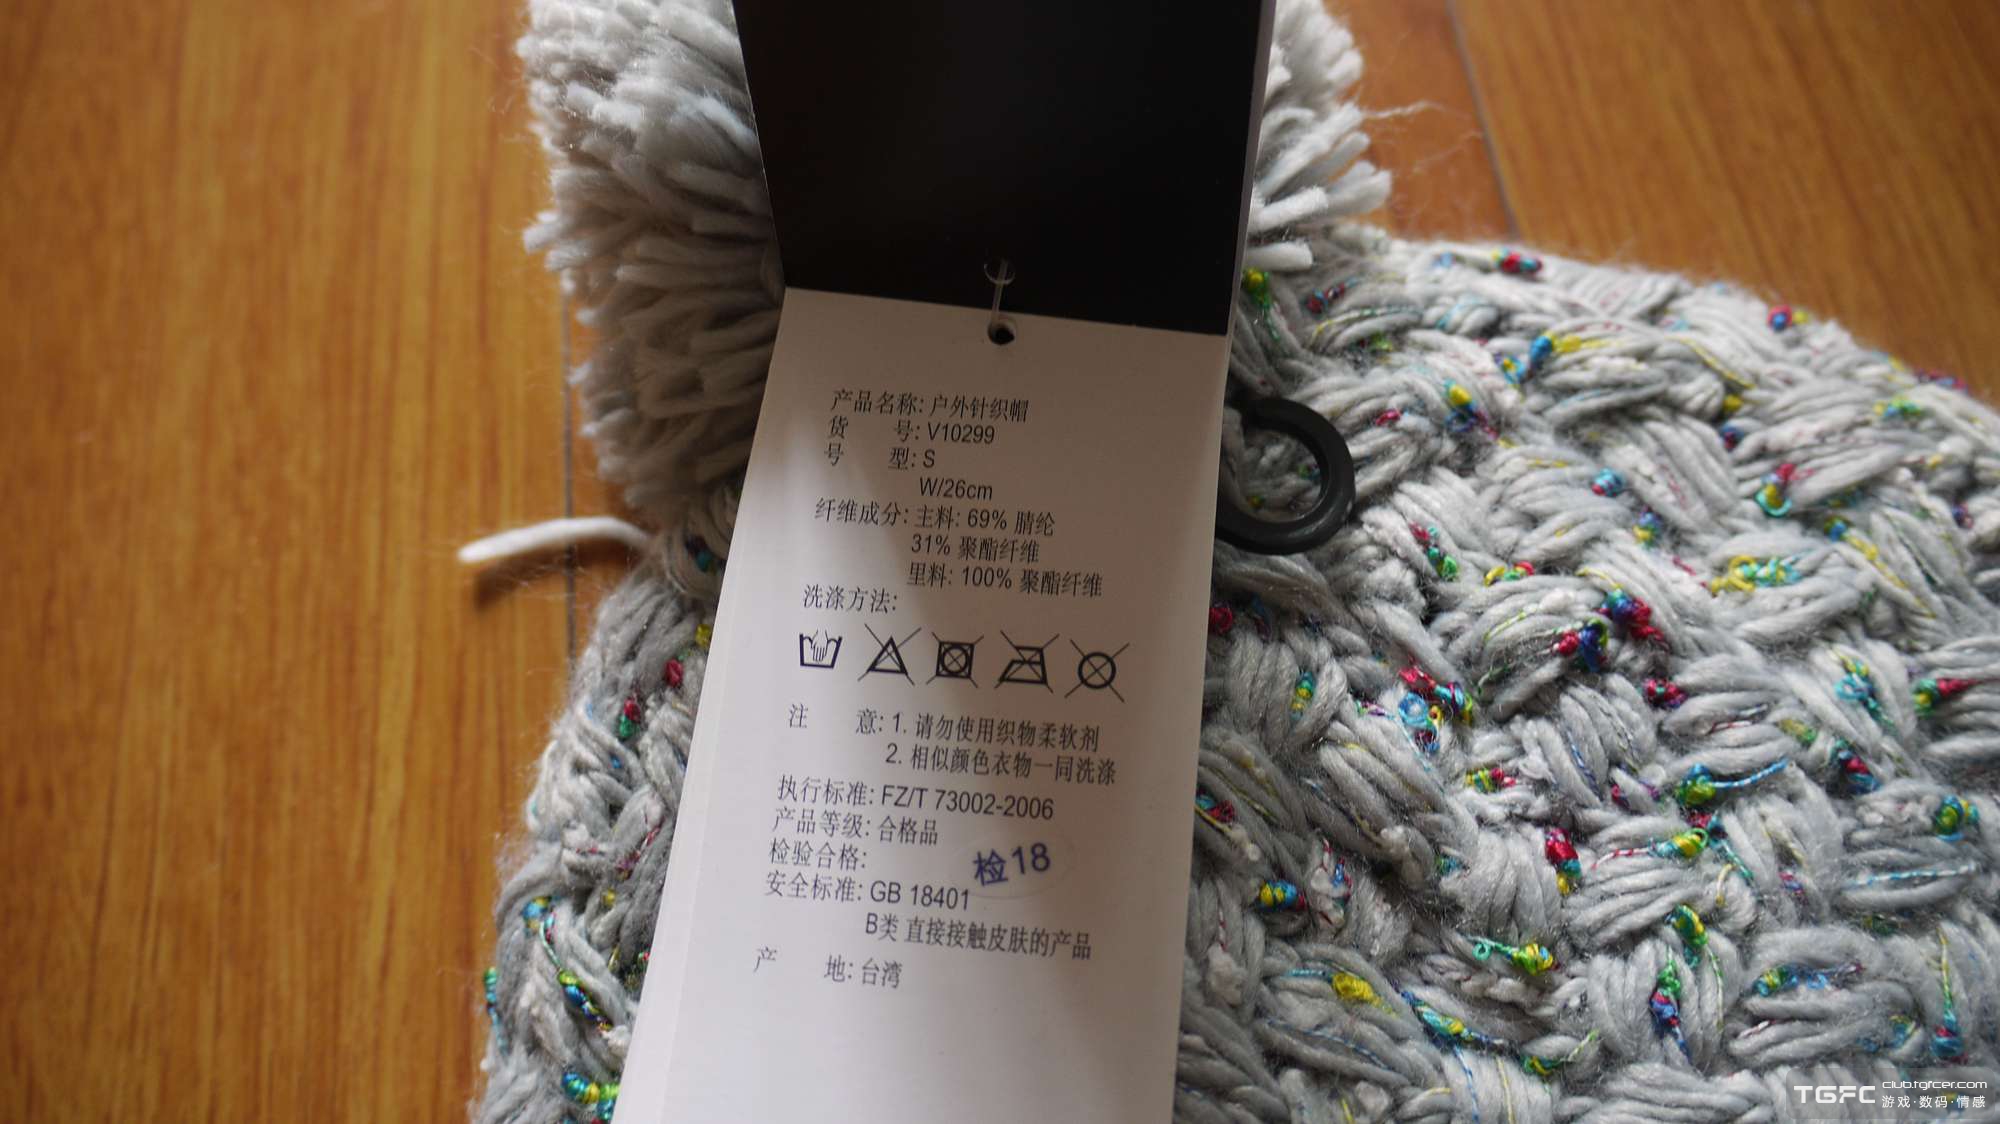 产品名称: 户外针织帽
货 号: V10299
号 型: S
W/26cm
纤维成分: 主料: 69% 腈纶
31% 聚酯纤维
里料: 100% 聚酯纤维
洗涤方法:
注 意: 1. 请勿使用织物柔软剂
2. 相似颜色衣物一同洗涤
执行标准: FZ/T 73002-2006
产品等级: 合格品
检验合格: 检18
安全标准: GB 18401
B类 直接接触皮肤的产品
产 地: 台湾
TGFC club.tgfcer.com
游戏·数码·情感